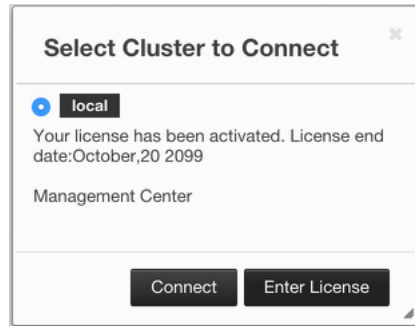 Select Cluster to Connect
local
Your license has been activated. License end
date:October,20 2099
Management Center
Connect Enter License